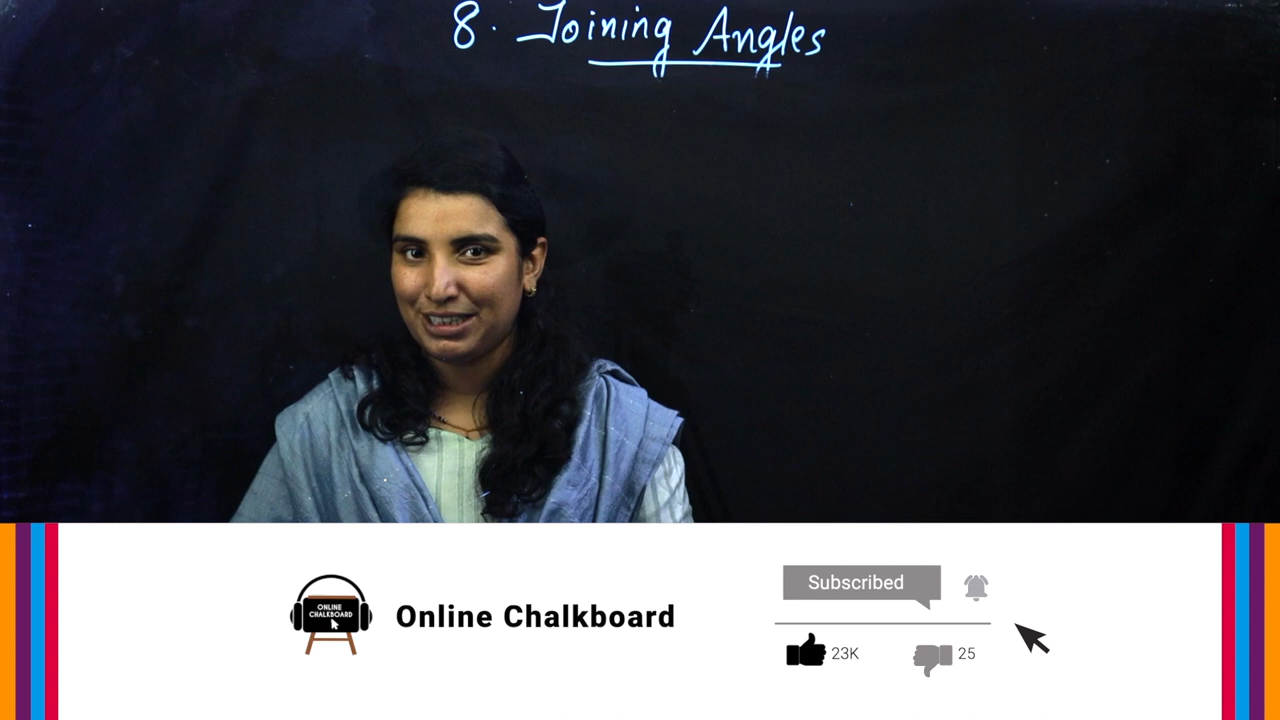 8. Joining Angles
ONLINE
CHALKBOARD
Online Chalkboard
Subscribed
23K
25